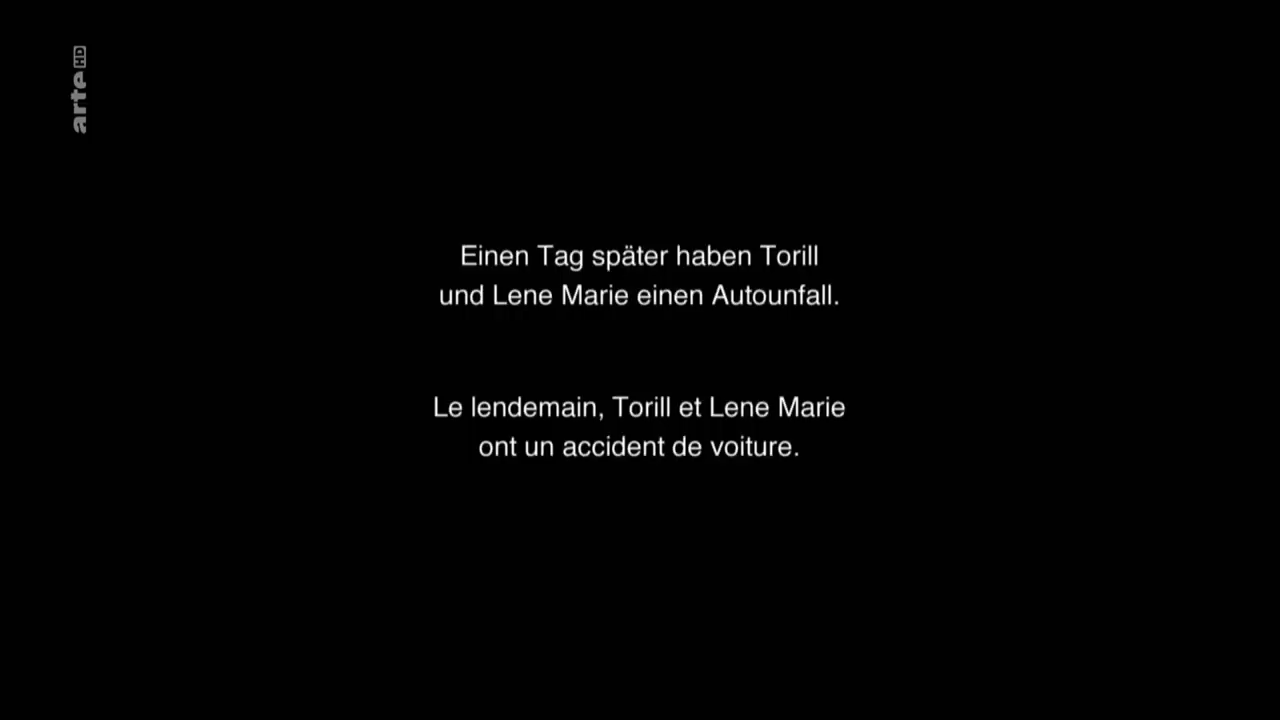 arte HD
Einen Tag später haben Torill
und Lene Marie einen Autounfall.
Le lendemain, Torill et Lene Marie
ont un accident de voiture.